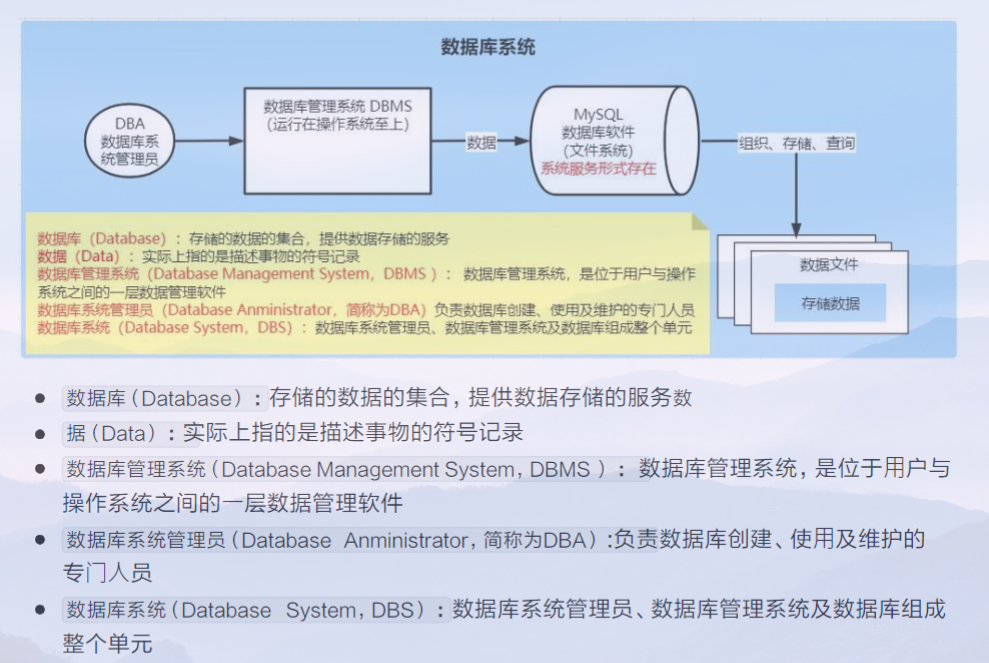 数据库系统
DBA
数据库系
统管理员
数据库管理系统 DBMS
(运行在操作系统至上)
数据
MySQL
数据库软件
(文件系统)
系统服务形式存在
组织、存储、查询
数据文件
存储数据
数据库（Database）：存储的数据的集合，提供数据存储的服务
数据（Data）：实际上指的是描述事物的符号记录
数据库管理系统（Database Management System，DBMS ）： 数据库管理系统，是位于用户与操作
系统之间的一层数据管理软件
数据库系统管理员（Database Anministrator，简称为DBA）负责数据库创建、使用及维护的专门人员
数据库系统（Database System，DBS）：数据库系统管理员、数据库管理系统及数据库组成整个单元
• 数据库（Database）：存储的数据的集合，提供数据存储的服务数
• 据（Data）：实际上指的是描述事物的符号记录
• 数据库管理系统（Database Management System，DBMS ）： 数据库管理系统，是位于用户与
操作系统之间的一层数据管理软件
• 数据库系统管理员（Database Anministrator，简称为DBA）:负责数据库创建、使用及维护的
专门人员
• 数据库系统（Database System，DBS）：数据库系统管理员、数据库管理系统及数据库组成
整个单元